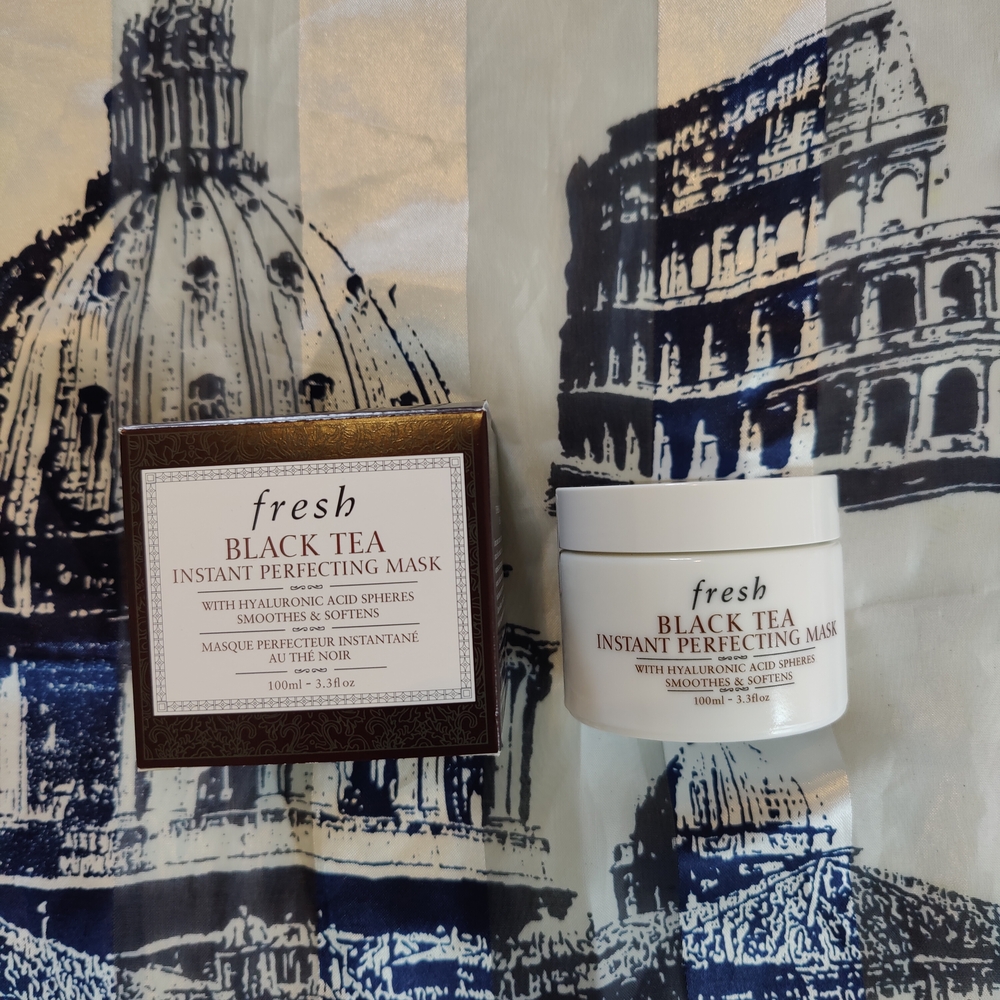 fresh
BLACK TEA
INSTANT PERFECTING MASK
WITH HYALURONIC ACID SPHERES
SMOOTHES & SOFTENS
MASQUE PERFECTEUR INSTANTANÉ
AU THÉ NOIR
100ml - 3.3fl oz
fresh
BLACK TEA
INSTANT PERFECTING MASK
WITH HYALURONIC ACID SPHERES
SMOOTHES & SOFTENS
100ml - 3.3fl oz